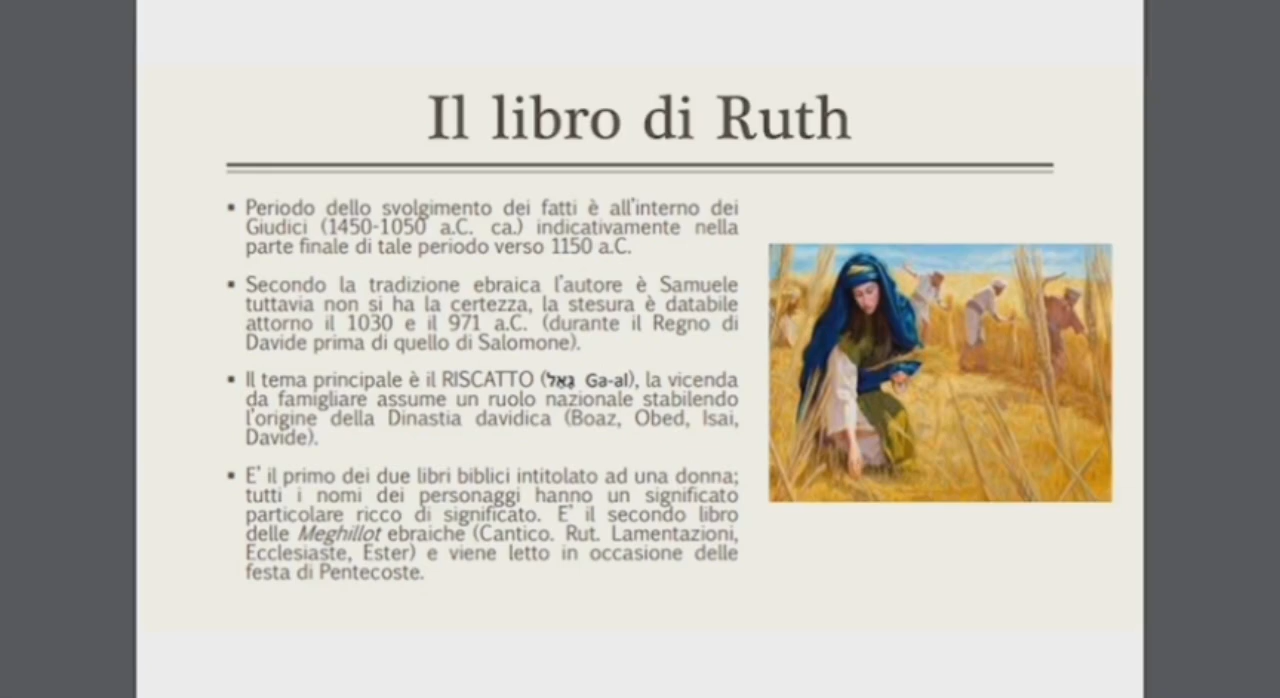 Il libro di Ruth
▪ Periodo dello svolgimento dei fatti è all'interno dei
Giudici (1450-1050 a.C. ca.) indicativamente nella
parte finale di tale periodo verso 1150 a.C.
▪ Secondo la tradizione ebraica l'autore è Samuele
tuttavia non si ha la certezza, la stesura è databile
attorno il 1030 e il 971 a.C. (durante il Regno di
Davide prima di quello di Salomone).
▪ Il tema principale è il RISCATTO (גָּאַל Ga-al), la vicenda
da famigliare assume un ruolo nazionale stabilendo
l'origine della Dinastia davidica (Boaz, Obed, Isai,
Davide).
▪ E' il primo dei due libri biblici intitolato ad una donna;
tutti i nomi dei personaggi hanno un significato
particolare ricco di significato. E' il secondo libro
delle Meghillot ebraiche (Cantico. Rut. Lamentazioni,
Ecclesiaste, Ester) e viene letto in occasione delle
festa di Pentecoste.